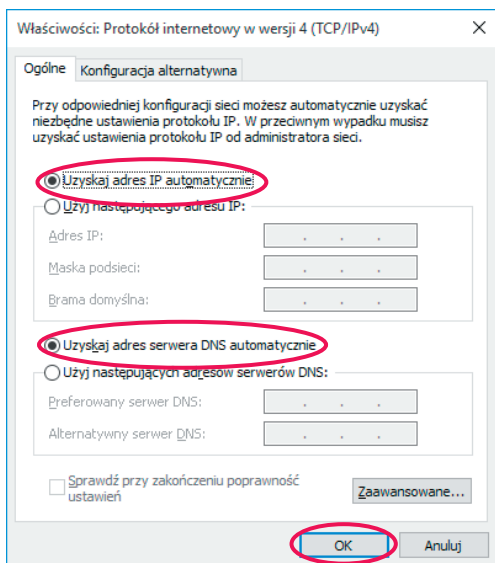 Właściwości: Protokół internetowy w wersji 4 (TCP/IPv4)
Ogólne Konfiguracja alternatywna
Przy odpowiedniej konfiguracji sieci możesz automatycznie uzyskać
niezbędne ustawienia protokołu IP. W przeciwnym wypadku musisz
uzyskać ustawienia protokołu IP od administratora sieci.
Uzyskaj adres IP automatycznie
Użyj następującego adresu IP:
Adres IP:
Maska podsieci:
Brama domyślna:
Uzyskaj adres serwera DNS automatycznie
Użyj następujących adresów serwerów DNS:
Preferowany serwer DNS:
Alternatywny serwer DNS:
Sprawdź przy zakończeniu poprawność
ustawień
Zaawansowane...
OK Anuluj